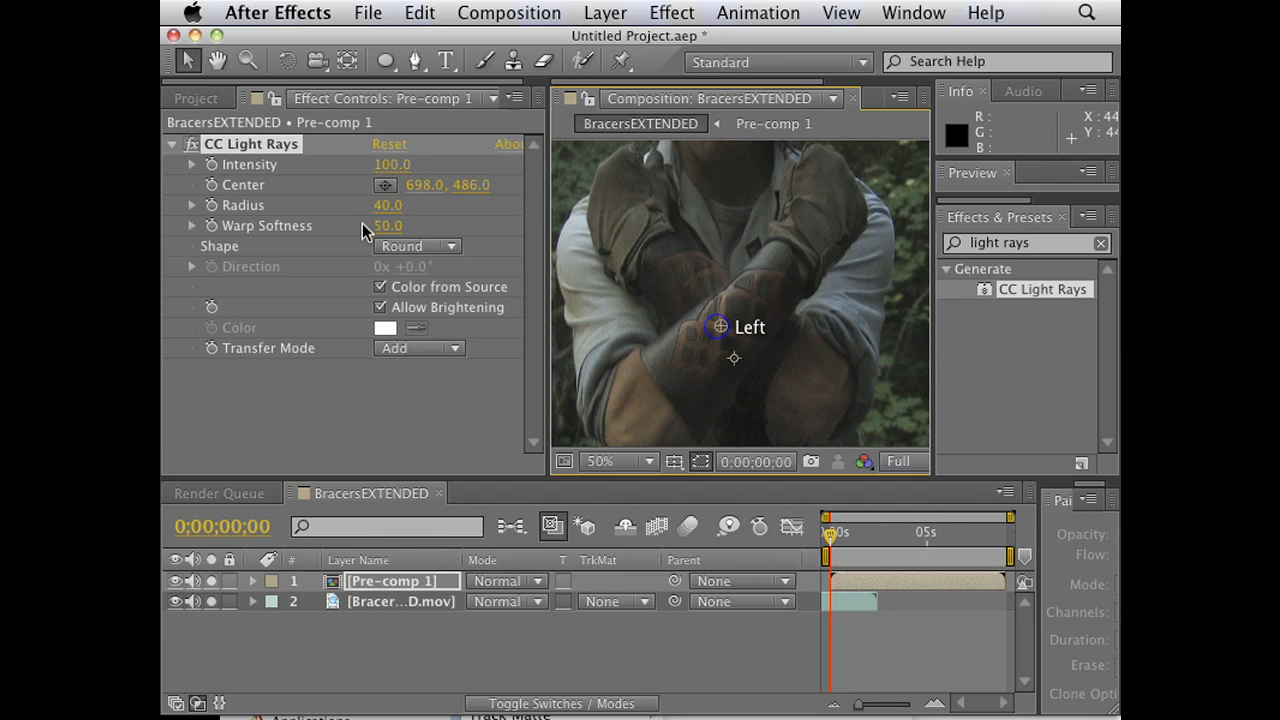 After Effects File Edit Composition Layer Effect Animation View Window Help
Untitled Project.aep *
Standard Search Help
Project Effect Controls: Pre-comp 1 Composition: BracersEXTENDED Info Audio
BracersEXTENDED • Pre-comp 1 BracersEXTENDED Pre-comp 1
R: X: 44
G: Y: 44
B:
fx CC Light Rays Reset Abou
Intensity 100.0
Center 698.0, 486.0
Radius 40.0
Warp Softness 50.0
Shape Round
Direction 0x +0.0°
Color from Source
Allow Brightening
Color
Transfer Mode Add
Left
Preview
Effects & Presets
light rays
Generate
CC Light Rays
50% 0;00;00;00 Full
Render Queue BracersEXTENDED
0;00;00;00 05s
# Layer Name Mode T TrkMat Parent
1 [Pre-comp 1] Normal None
2 [Bracer...D.mov] Normal None None
Toggle Switches / Modes
Pai
Opacity:
Flow:
Mode:
Channels:
Duration:
Erase:
Clone Opti
Applications
Track Matte